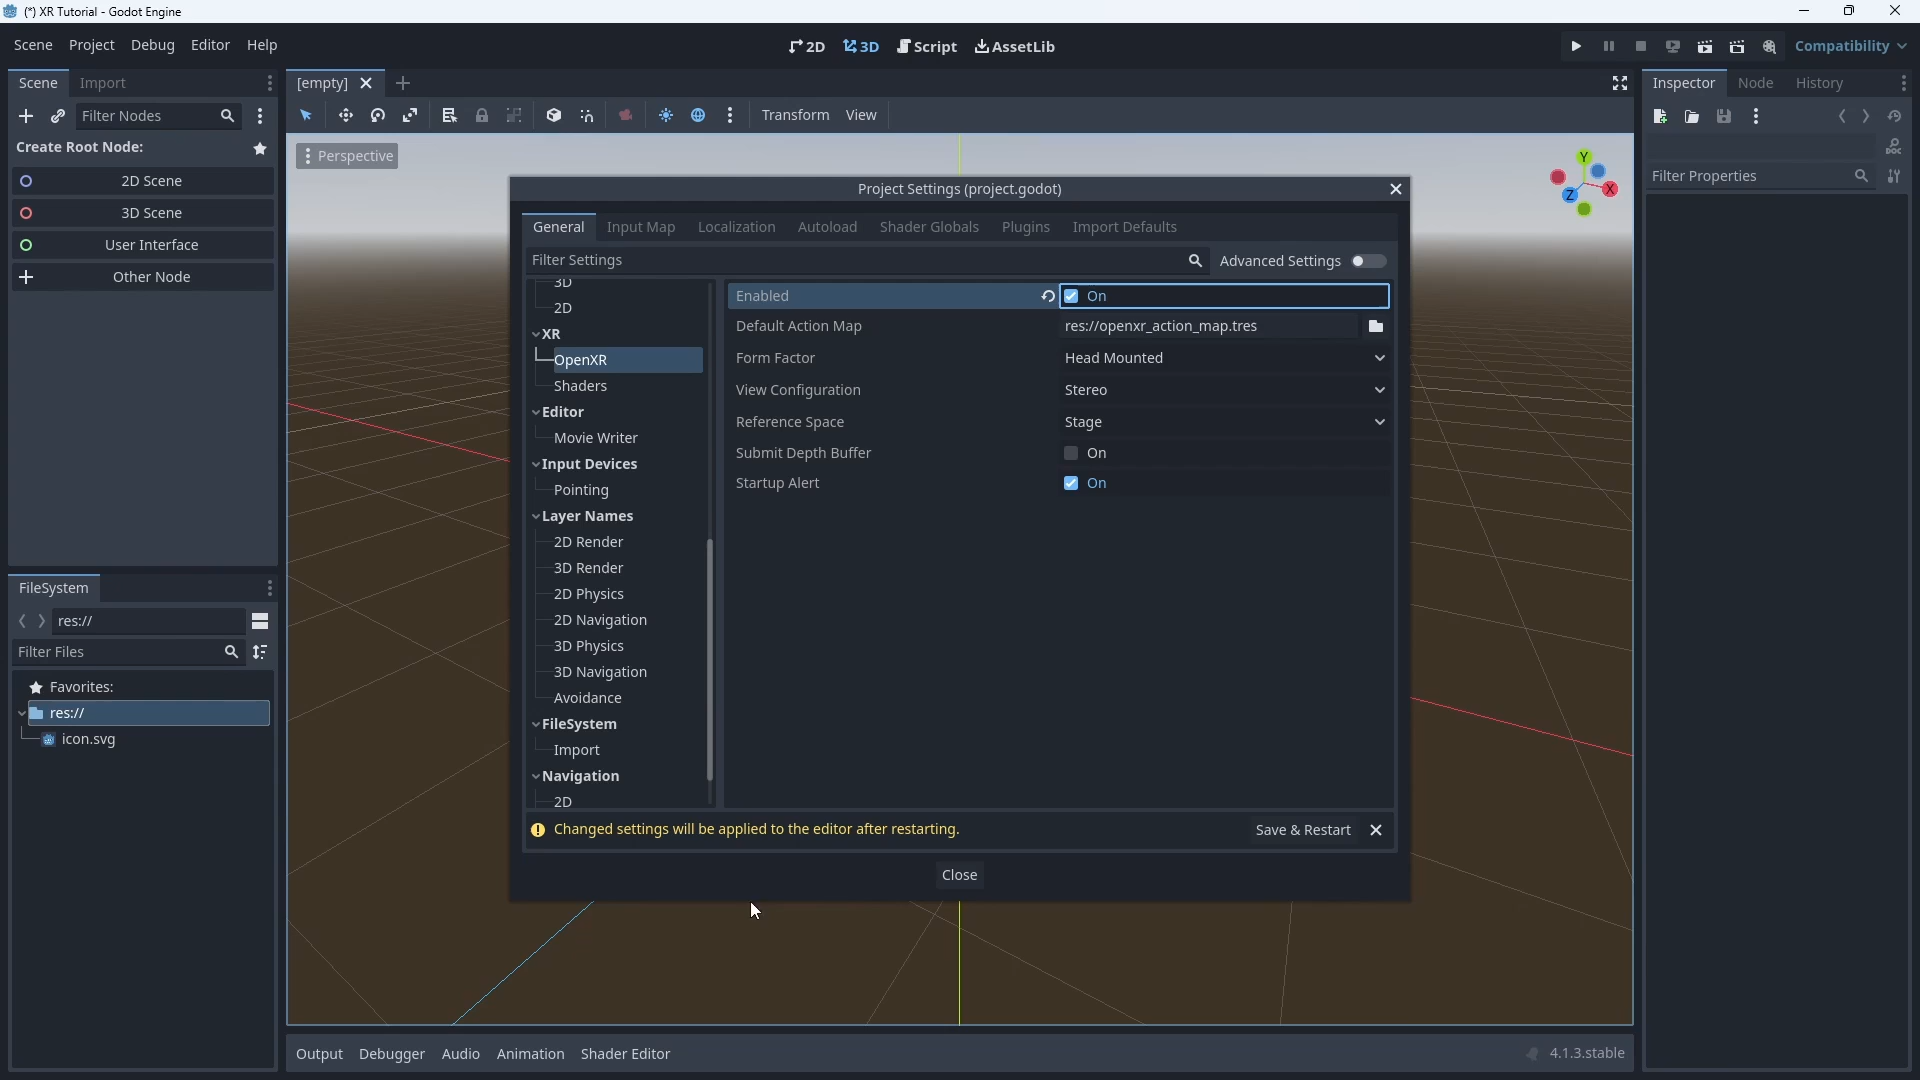 (*) XR Tutorial - Godot Engine
Scene Project Debug Editor Help
2D 3D Script AssetLib
Compatibility
Scene Import
Filter Nodes
Create Root Node:
2D Scene
3D Scene
User Interface
Other Node
FileSystem
res://
Filter Files
Favorites:
res://
icon.svg
[empty]
Transform View
Perspective
Y
X
Z
Project Settings (project.godot)
General Input Map Localization Autoload Shader Globals Plugins Import Defaults
Filter Settings
Advanced Settings
3D
2D
XR
OpenXR
Shaders
Editor
Movie Writer
Input Devices
Pointing
Layer Names
2D Render
3D Render
2D Physics
2D Navigation
3D Physics
3D Navigation
Avoidance
FileSystem
Import
Navigation
2D
Enabled On
Default Action Map res://openxr_action_map.tres
Form Factor Head Mounted
View Configuration Stereo
Reference Space Stage
Submit Depth Buffer On
Startup Alert On
Changed settings will be applied to the editor after restarting.
Save & Restart
Close
Output Debugger Audio Animation Shader Editor
4.1.3.stable
Inspector Node History
DOC
Filter Properties